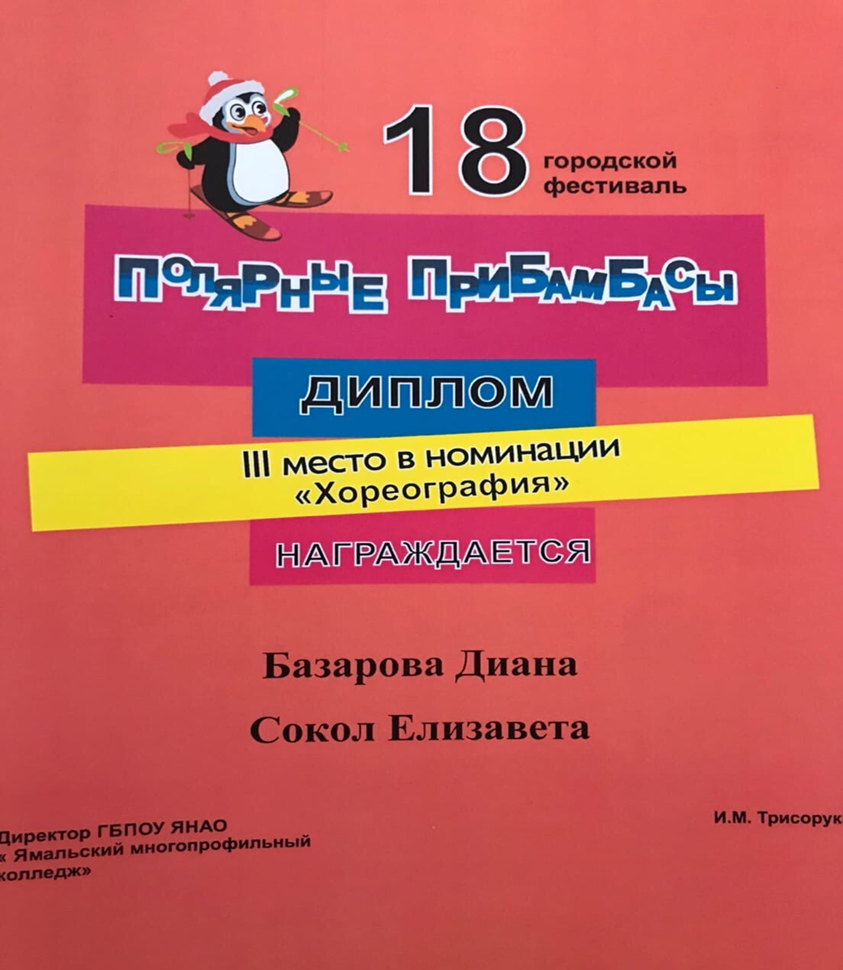 18
городской
фестиваль
ПОЛЯРНЫЕ ПРИБАМБАСЫ
ДИПЛОМ
III место в номинации
«Хореография»
НАГРАЖДАЕТСЯ
Базарова Диана
Сокол Елизавета
Директор ГБПОУ ЯНАО
« Ямальский многопрофильный
колледж»
И.М.